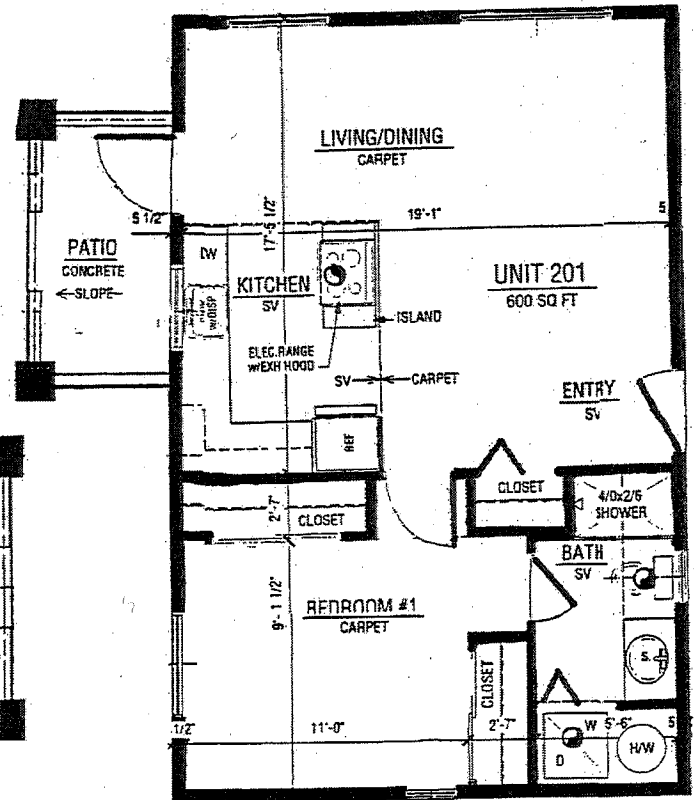 LIVING/DINING
CARPET
5 1/2"
17'-5 1/2"
19'-1"
5
PATIO
CONCRETE
SLOPE
DW
w/DISP
KITCHEN
SV
UNIT 201
600 SQ FT
ISLAND
ELEC. RANGE
w/EXH HOOD
SV
CARPET
ENTRY
SV
REF
CLOSET
4/0x2/6
SHOWER
2'-7"
CLOSET
BATH
SV
9'-1 1/2"
BEDROOM #1
CARPET
CLOSET
S.
1/2"
11'-0"
2'-7"
W
5'-6"
5
D
H/W